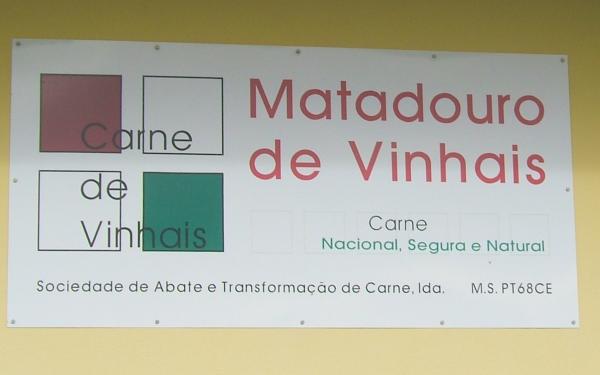 Carne
de
Vinhais
Matadouro
de Vinhais
Carne
Nacional, Segura e Natural
Sociedade de Abate e Transformação de Carne, lda. M.S. PT68CE